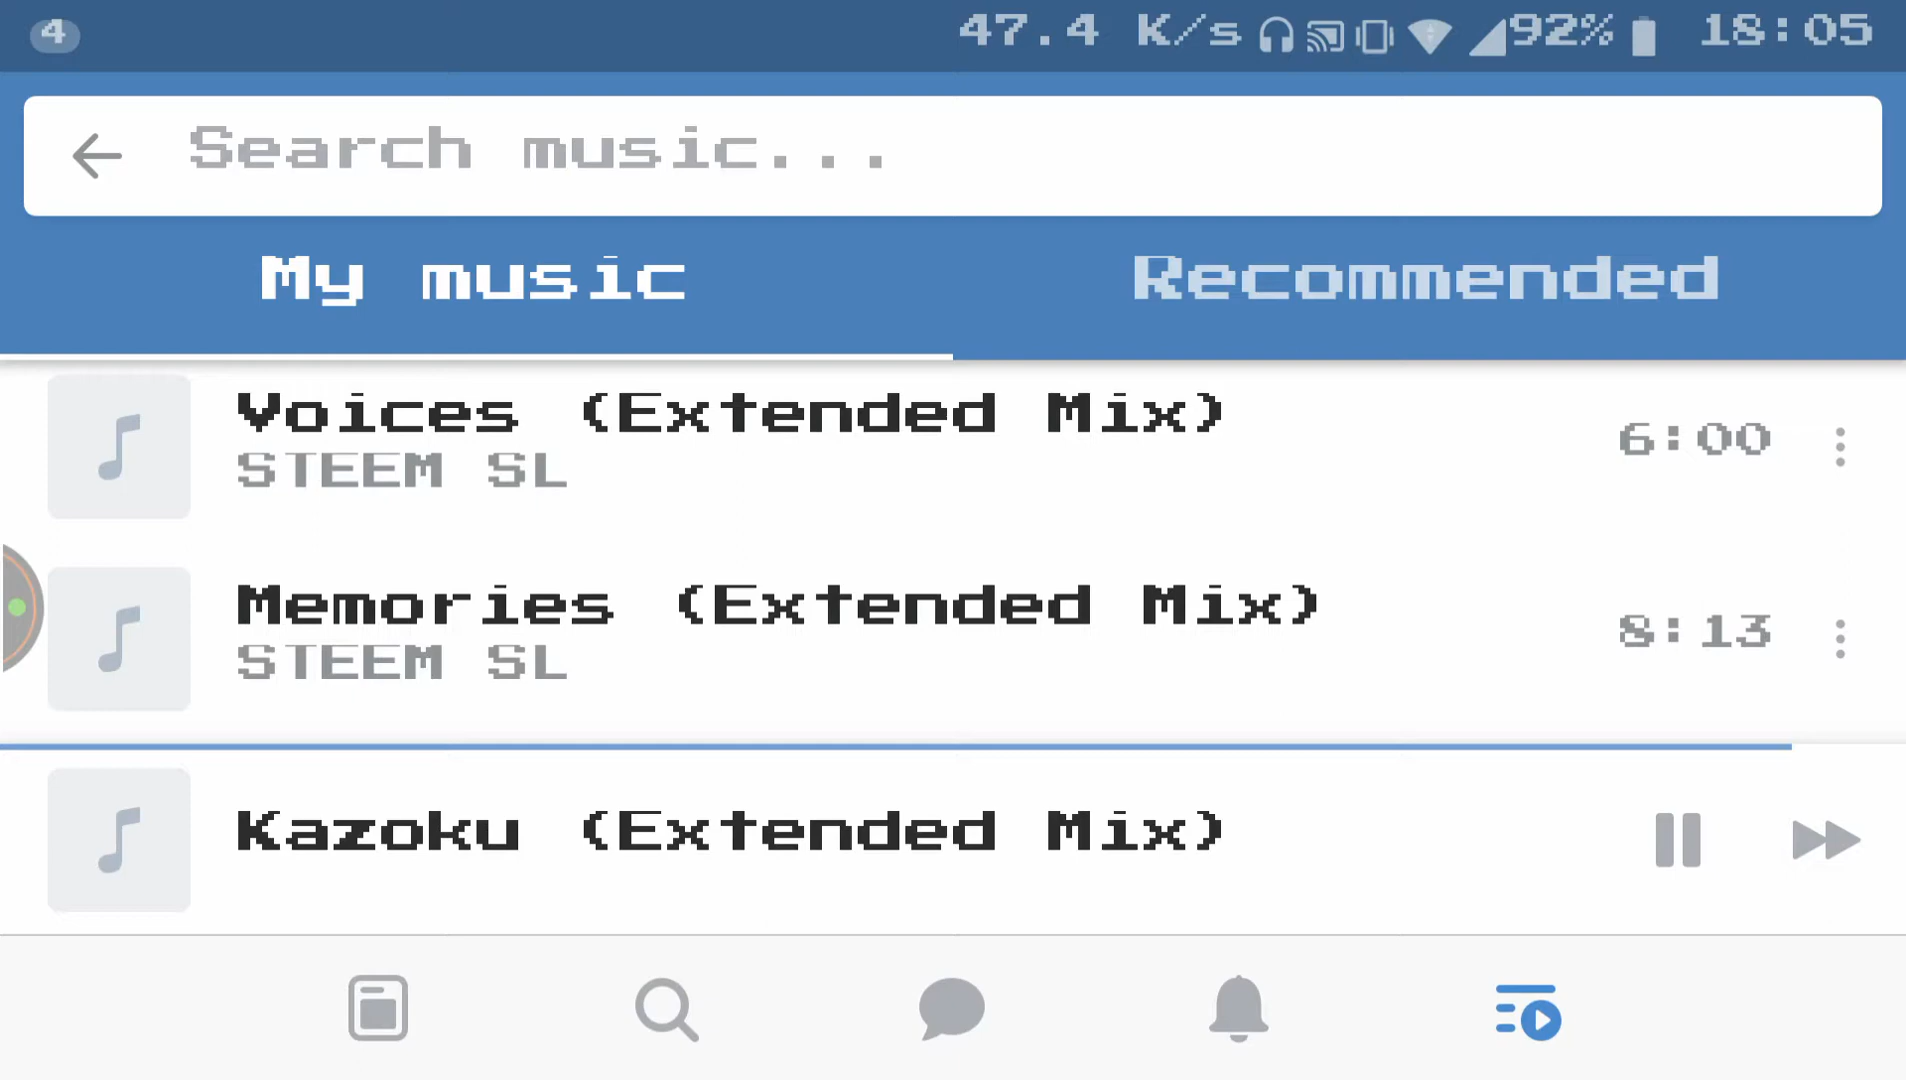 4 47.4 K/s 92% 18:05
Search music...
My music Recommended
Voices (Extended Mix)
STEEM SL
6:00
Memories (Extended Mix)
STEEM SL
8:13
Kazoku (Extended Mix)